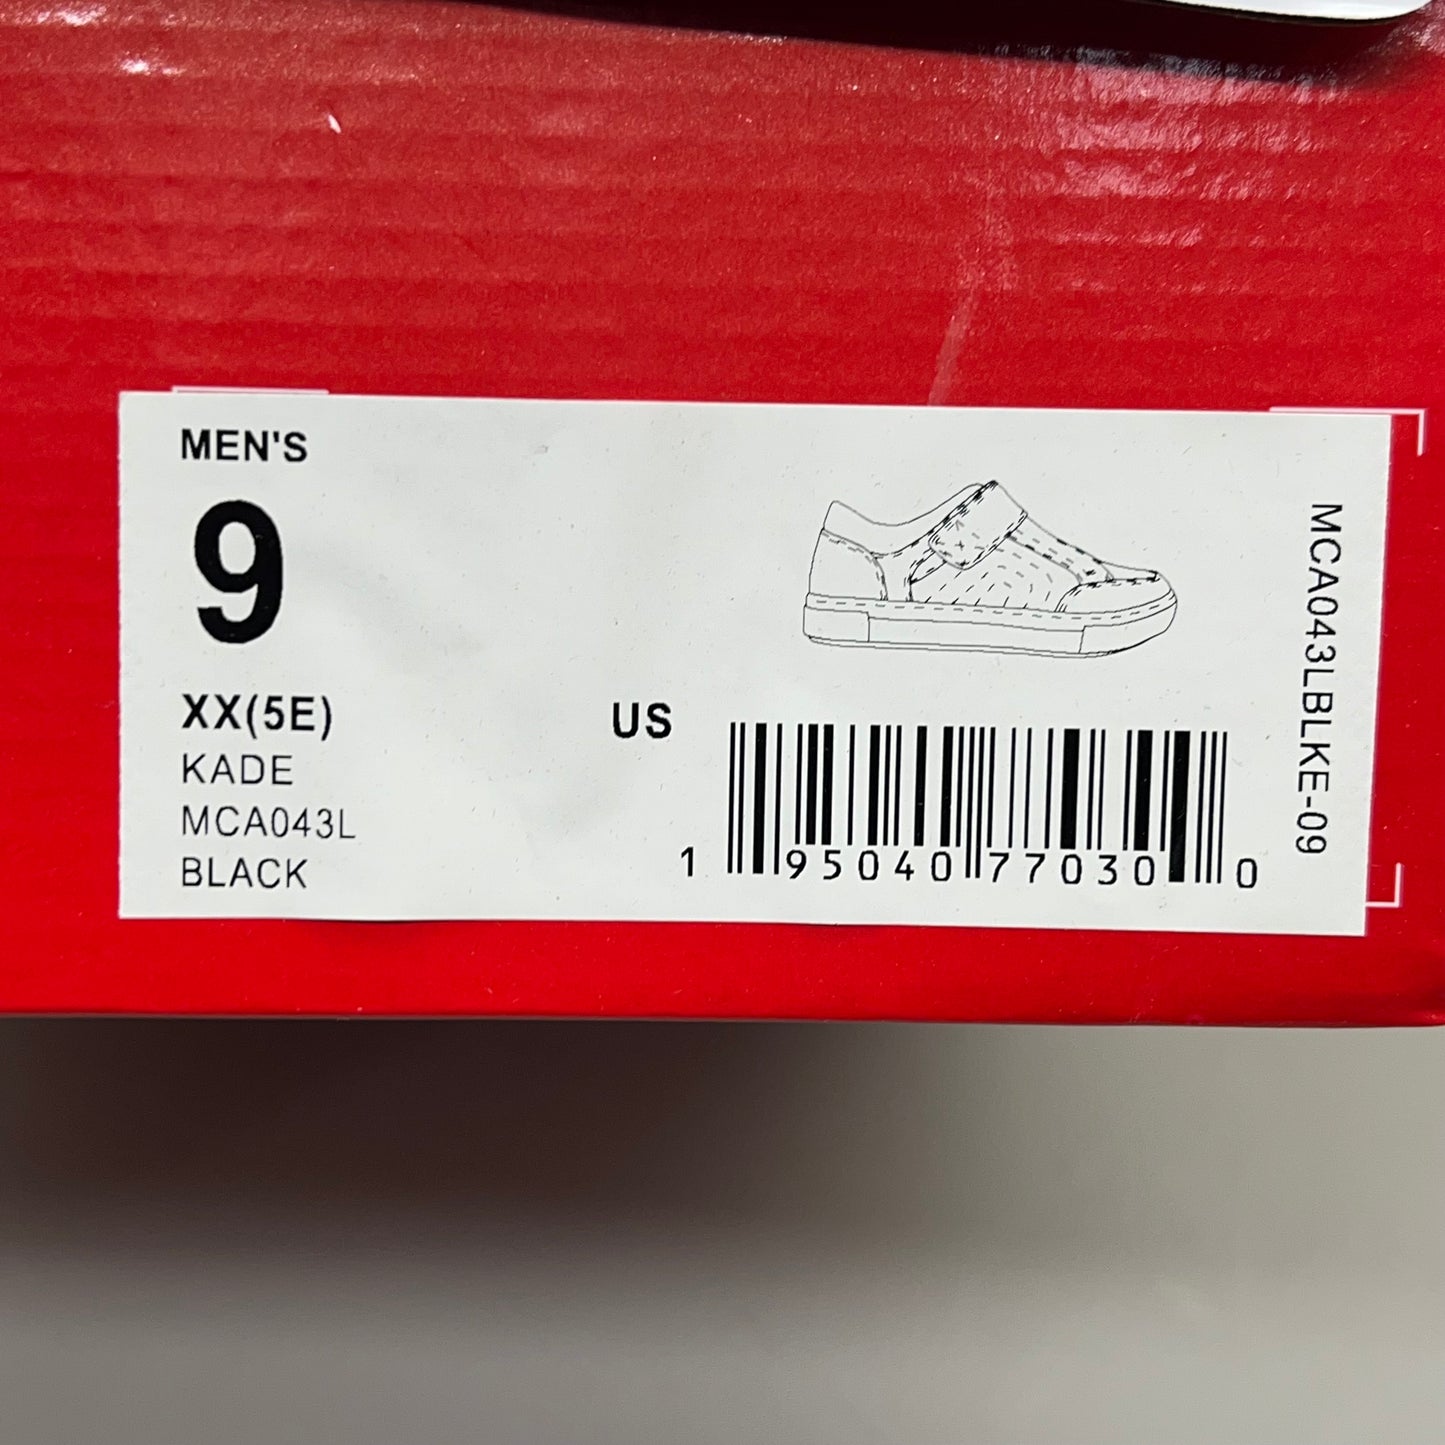 MEN'S
9
XX(5E)
US
KADE
MCA043L
BLACK
1 95040 77030 0
MCA043LBLKE-09